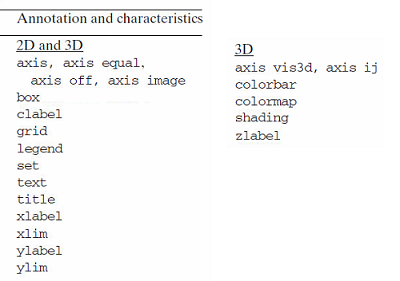 Annotation and characteristics
2D and 3D
axis, axis equal,
axis off, axis image
box
clabel
grid
legend
set
text
title
xlabel
xlim
ylabel
ylim
3D
axis vis3d, axis ij
colorbar
colormap
shading
zlabel